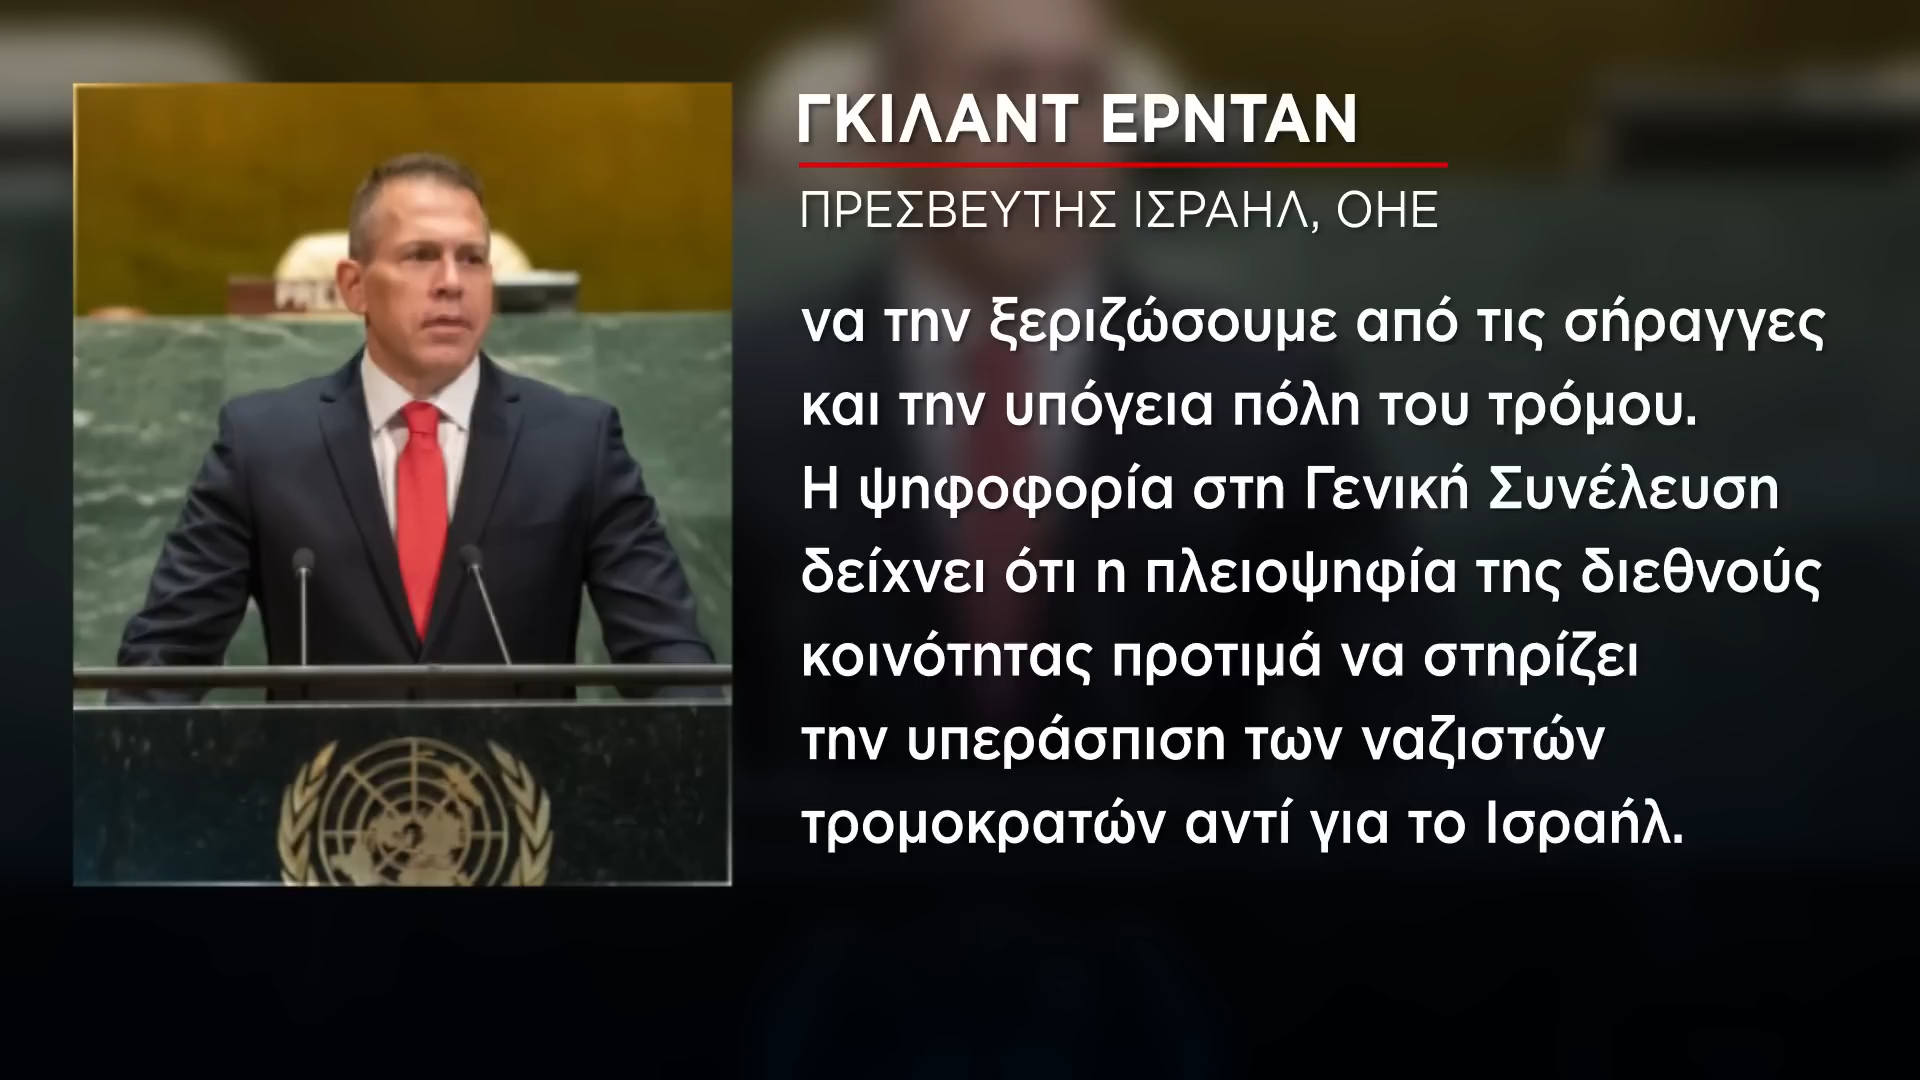 ΓΚΙΛΑΝΤ ΕΡΝΤΑΝ
ΠΡΕΣΒΕΥΤΗΣ ΙΣΡΑΗΛ, ΟΗΕ
να την ξεριζώσουμε από τις σήραγγες
και την υπόγεια πόλη του τρόμου.
Η ψηφοφορία στη Γενική Συνέλευση
δείχνει ότι η πλειοψηφία της διεθνούς
κοινότητας προτιμά να στηρίζει
την υπεράσπιση των ναζιστών
τρομοκρατών αντί για το Ισραήλ.